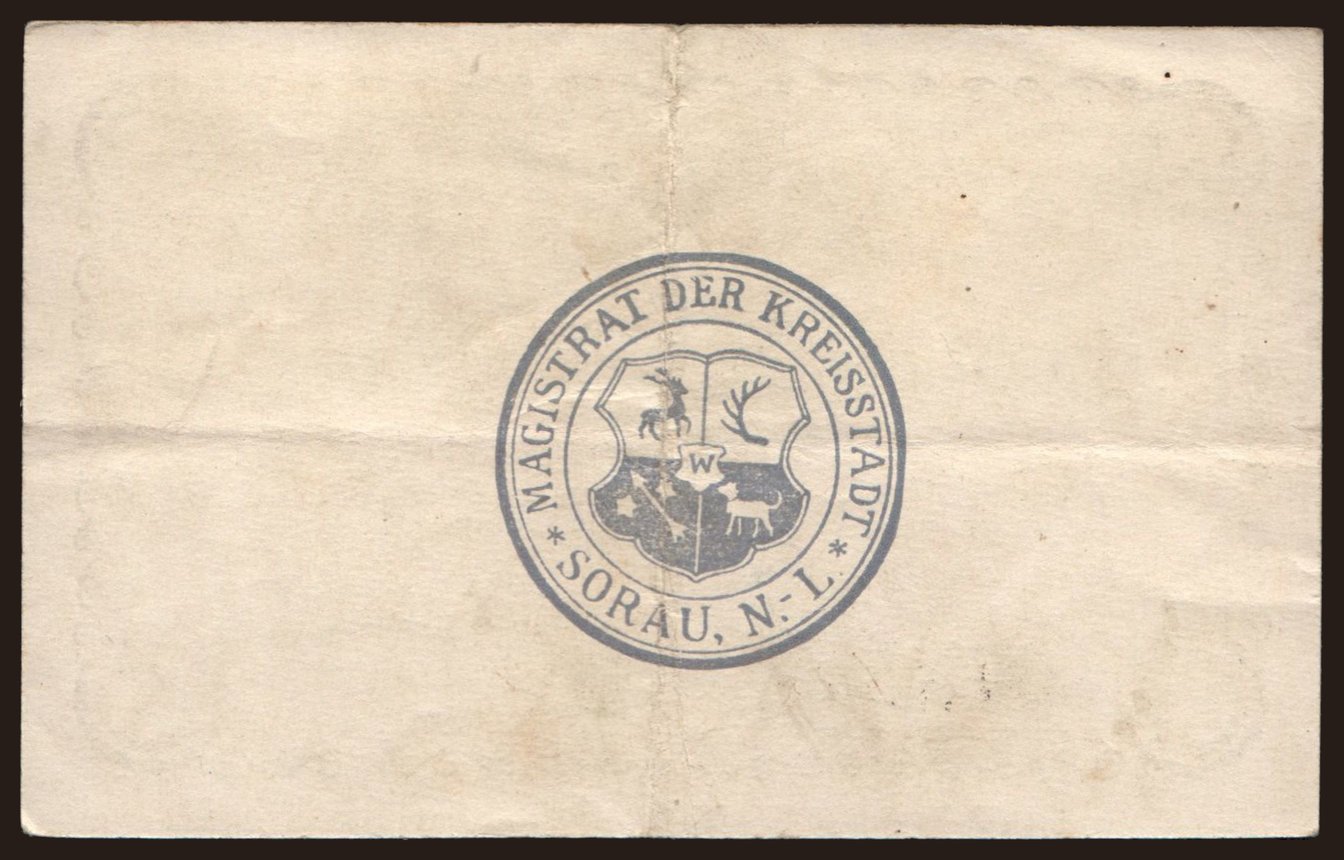 MAGISTRAT DER KREISSTADT
* SORAU, N.-L. *
W